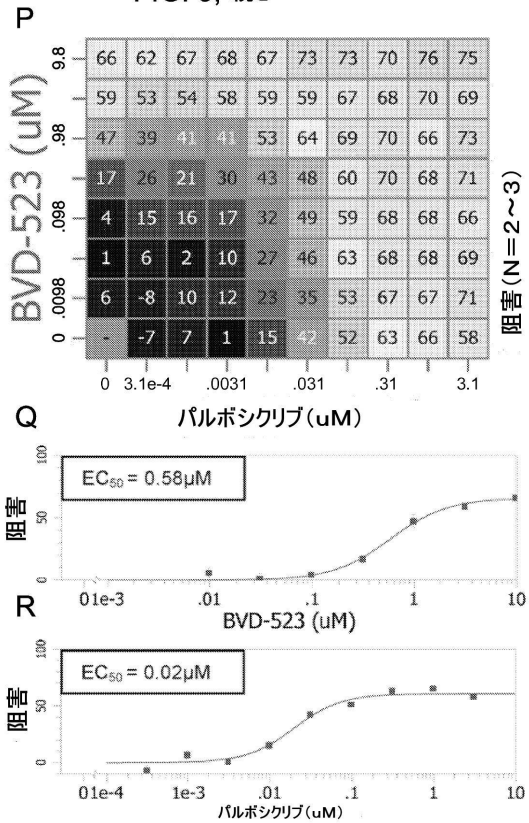 P
9.8 66 62 67 68 67 73 73 70 76 75
59 53 54 58 59 59 67 68 70 69
.98 47 39 41 41 53 64 69 70 66 73
17 26 21 30 43 48 60 70 68 71
.098 4 15 16 17 32 49 59 68 68 66
1 6 2 10 27 46 63 68 68 69
.0098 6 -8 10 12 23 35 53 67 67 71
0 - -7 7 1 15 42 52 63 66 58
BVD-523 (uM)
阻害(N=2~3)
0 3.1e-4 .0031 .031 .31 3.1
パルボシクリブ(uM)
Q
EC50 = 0.58µM
阻害
100
50
0
01e-3 .01 .1 1 10
BVD-523 (uM)
R
EC50 = 0.02µM
阻害
100
50
0
01e-4 1e-3 .01 .1 1 10
パルボシクリブ(uM)